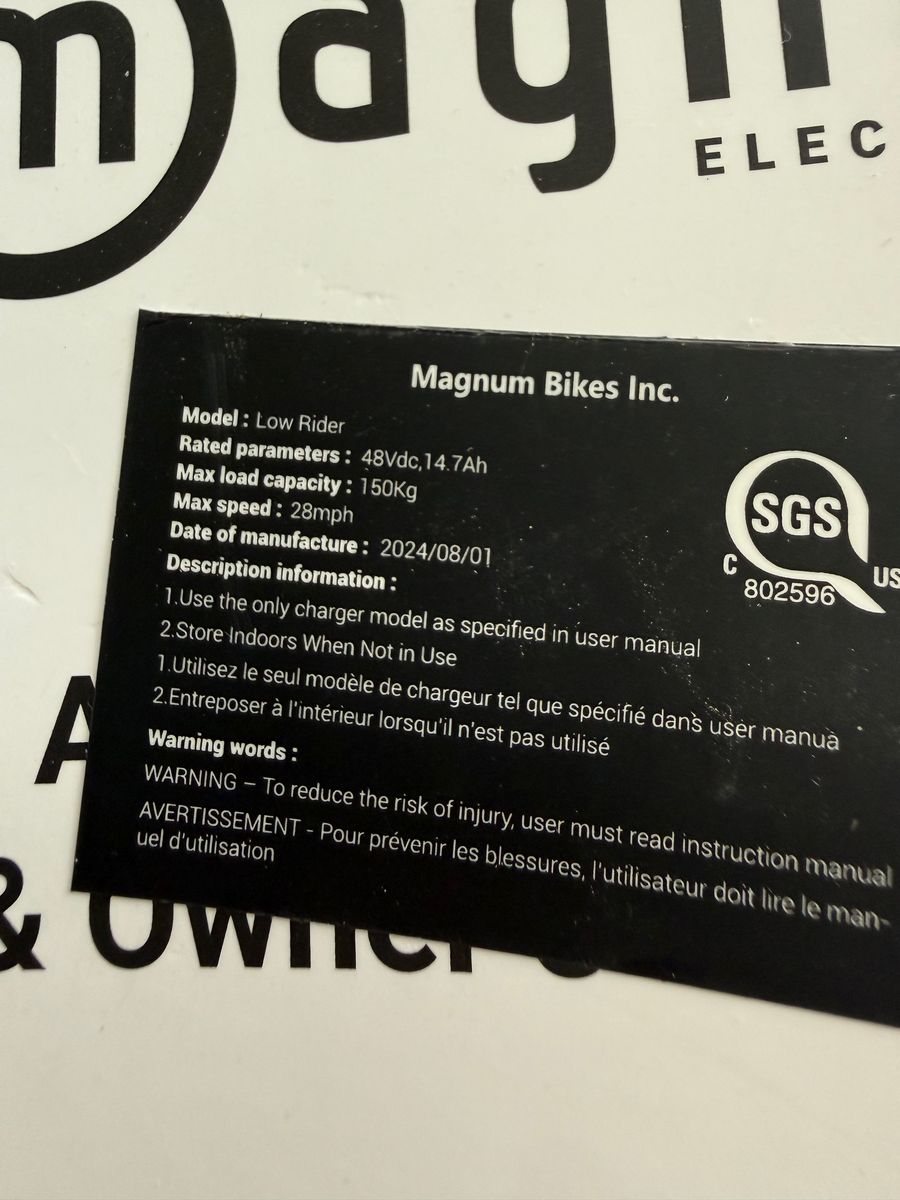 m agn
ELEC
Magnum Bikes Inc.
Model : Low Rider
Rated parameters : 48Vdc,14.7Ah
Max load capacity : 150Kg
Max speed : 28mph
Date of manufacture : 2024/08/01
Description information :
SGS
C US
802596
1.Use the only charger model as specified in user manual
2.Store Indoors When Not in Use
1.Utilisez le seul modèle de chargeur tel que spécifié dans user manua
2.Entreposer à l'intérieur lorsqu'il n'est pas utilisé
Warning words :
WARNING – To reduce the risk of injury, user must read instruction manual
AVERTISSEMENT - Pour prévenir les blessures, l'utilisateur doit lire le man-
uel d'utilisation
A
& Owner's